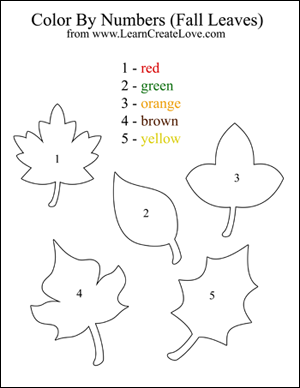 Color By Numbers (Fall Leaves)
from www.LearnCreateLove.com
1 - red
2 - green
3 - orange
4 - brown
5 - yellow
1
3
2
4
5